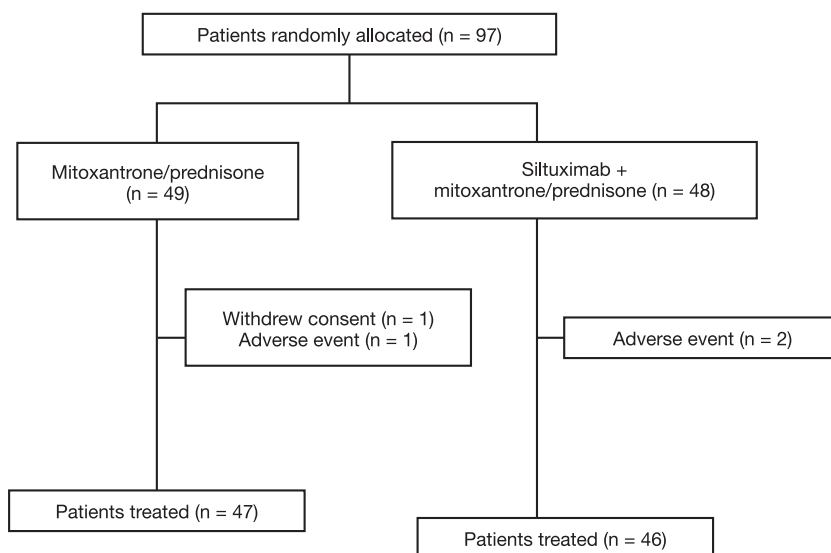 Patients randomly allocated (n = 97)
Mitoxantrone/prednisone
(n = 49)
Siltuximab +
mitoxantrone/prednisone (n = 48)
Withdrew consent (n = 1)
Adverse event (n = 1)
Adverse event (n = 2)
Patients treated (n = 47)
Patients treated (n = 46)